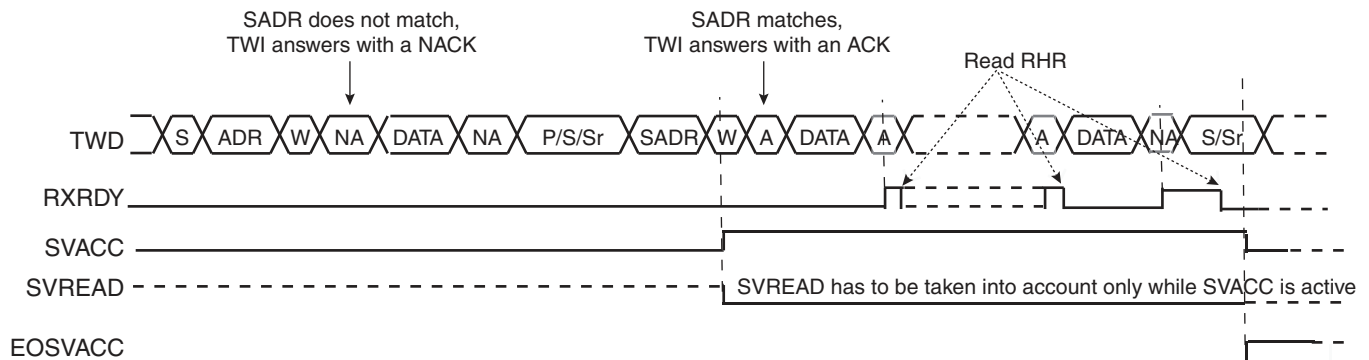 SADR does not match,
TWI answers with a NACK
SADR matches,
TWI answers with an ACK
Read RHR
TWD S ADR W NA DATA NA P/S/Sr SADR W A DATA A A DATA NA S/Sr
RXRDY
SVACC
SVREAD SVREAD has to be taken into account only while SVACC is active
EOSVACC